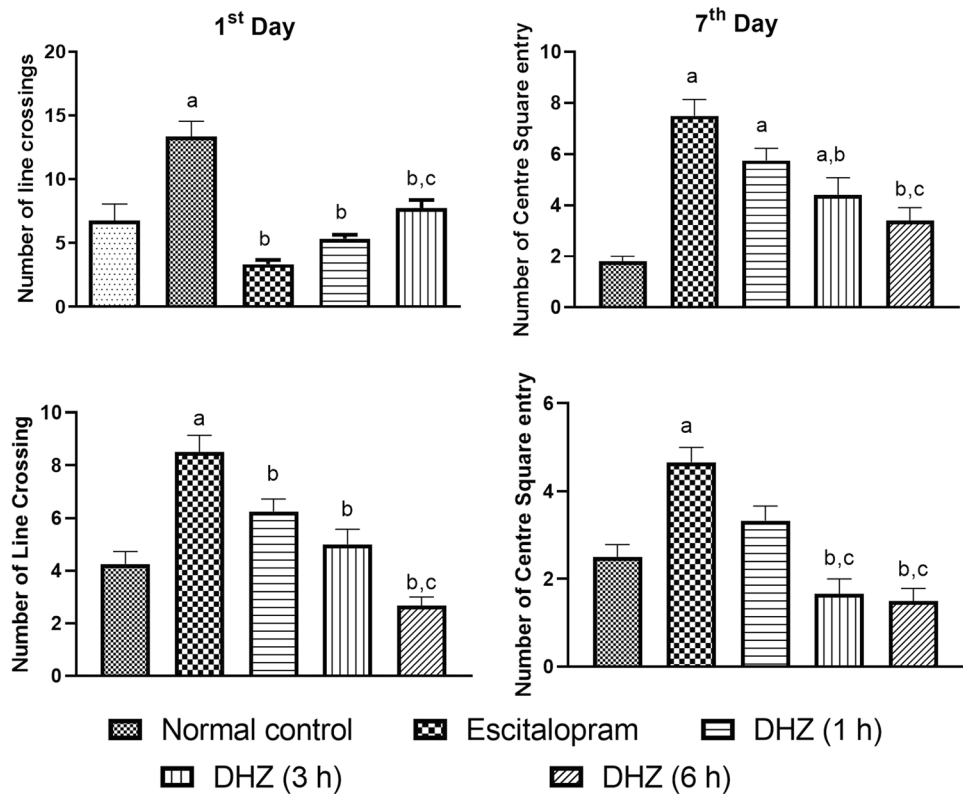 1st Day
7th Day
Number of line crossings
20
15
10
5
0
a
b
b
b,c
Number of Centre Square entry
10
8
6
4
2
0
a
a
a,b
b,c
Number of Line Crossing
10
8
6
4
2
0
a
b
b
b,c
Number of Centre Square entry
6
4
2
0
a
b,c
b,c
Normal control
Escitalopram
DHZ (1 h)
DHZ (3 h)
DHZ (6 h)